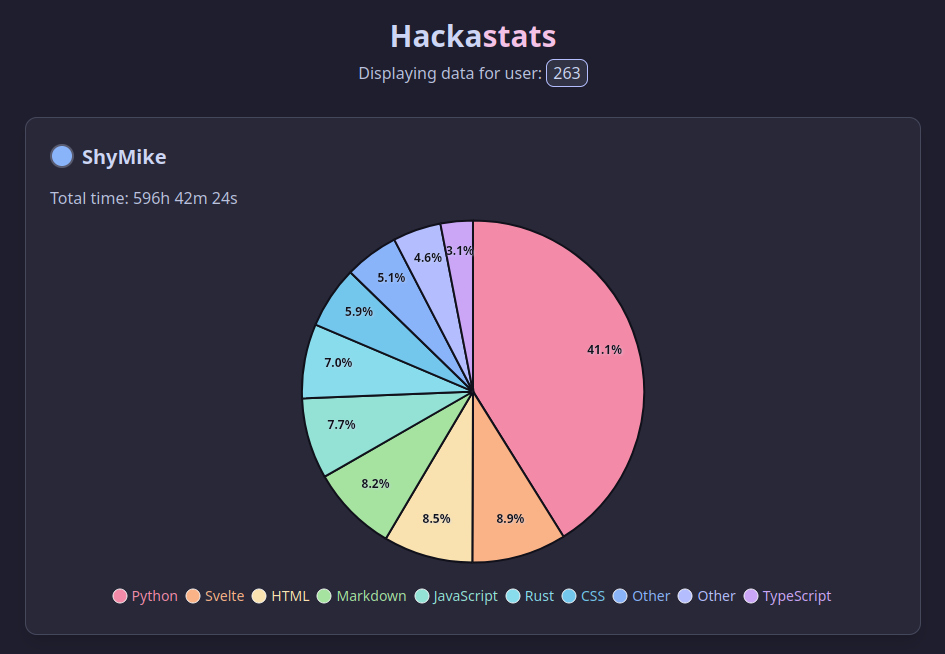 Hackastats
Displaying data for user: 263
ShyMike
Total time: 596h 42m 24s
3.1%
4.6%
5.1%
5.9%
41.1%
7.0%
7.7%
8.2%
8.5%
8.9%
Python Svelte HTML Markdown JavaScript Rust CSS Other Other TypeScript